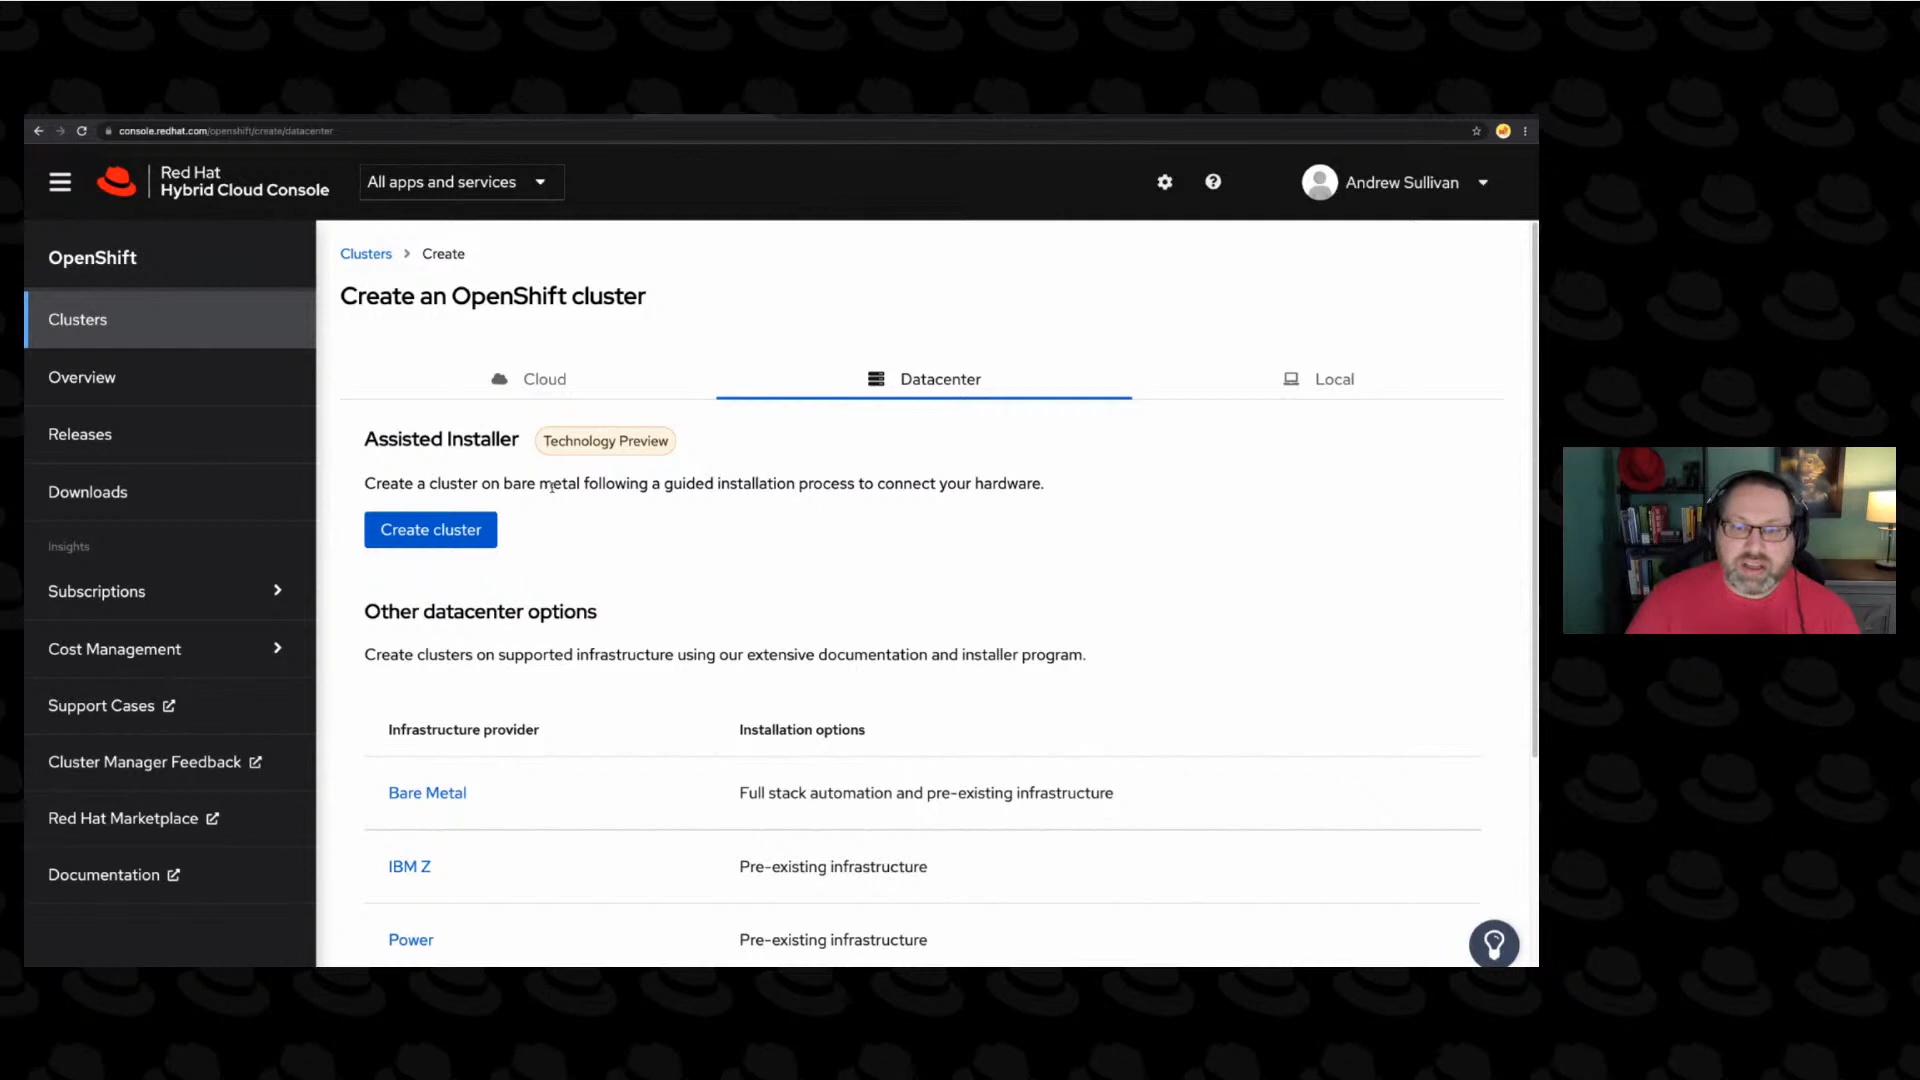 console.redhat.com/openshift/create/datacenter
Red Hat
Hybrid Cloud Console
All apps and services
Andrew Sullivan
OpenShift
Clusters
Overview
Releases
Downloads
Insights
Subscriptions
Cost Management
Support Cases
Cluster Manager Feedback
Red Hat Marketplace
Documentation
Clusters > Create
Create an OpenShift cluster
Cloud
Datacenter
Local
Assisted Installer Technology Preview
Create a cluster on bare metal following a guided installation process to connect your hardware.
Create cluster
Other datacenter options
Create clusters on supported infrastructure using our extensive documentation and installer program.
Infrastructure provider Installation options
Bare Metal Full stack automation and pre-existing infrastructure
IBM Z Pre-existing infrastructure
Power Pre-existing infrastructure